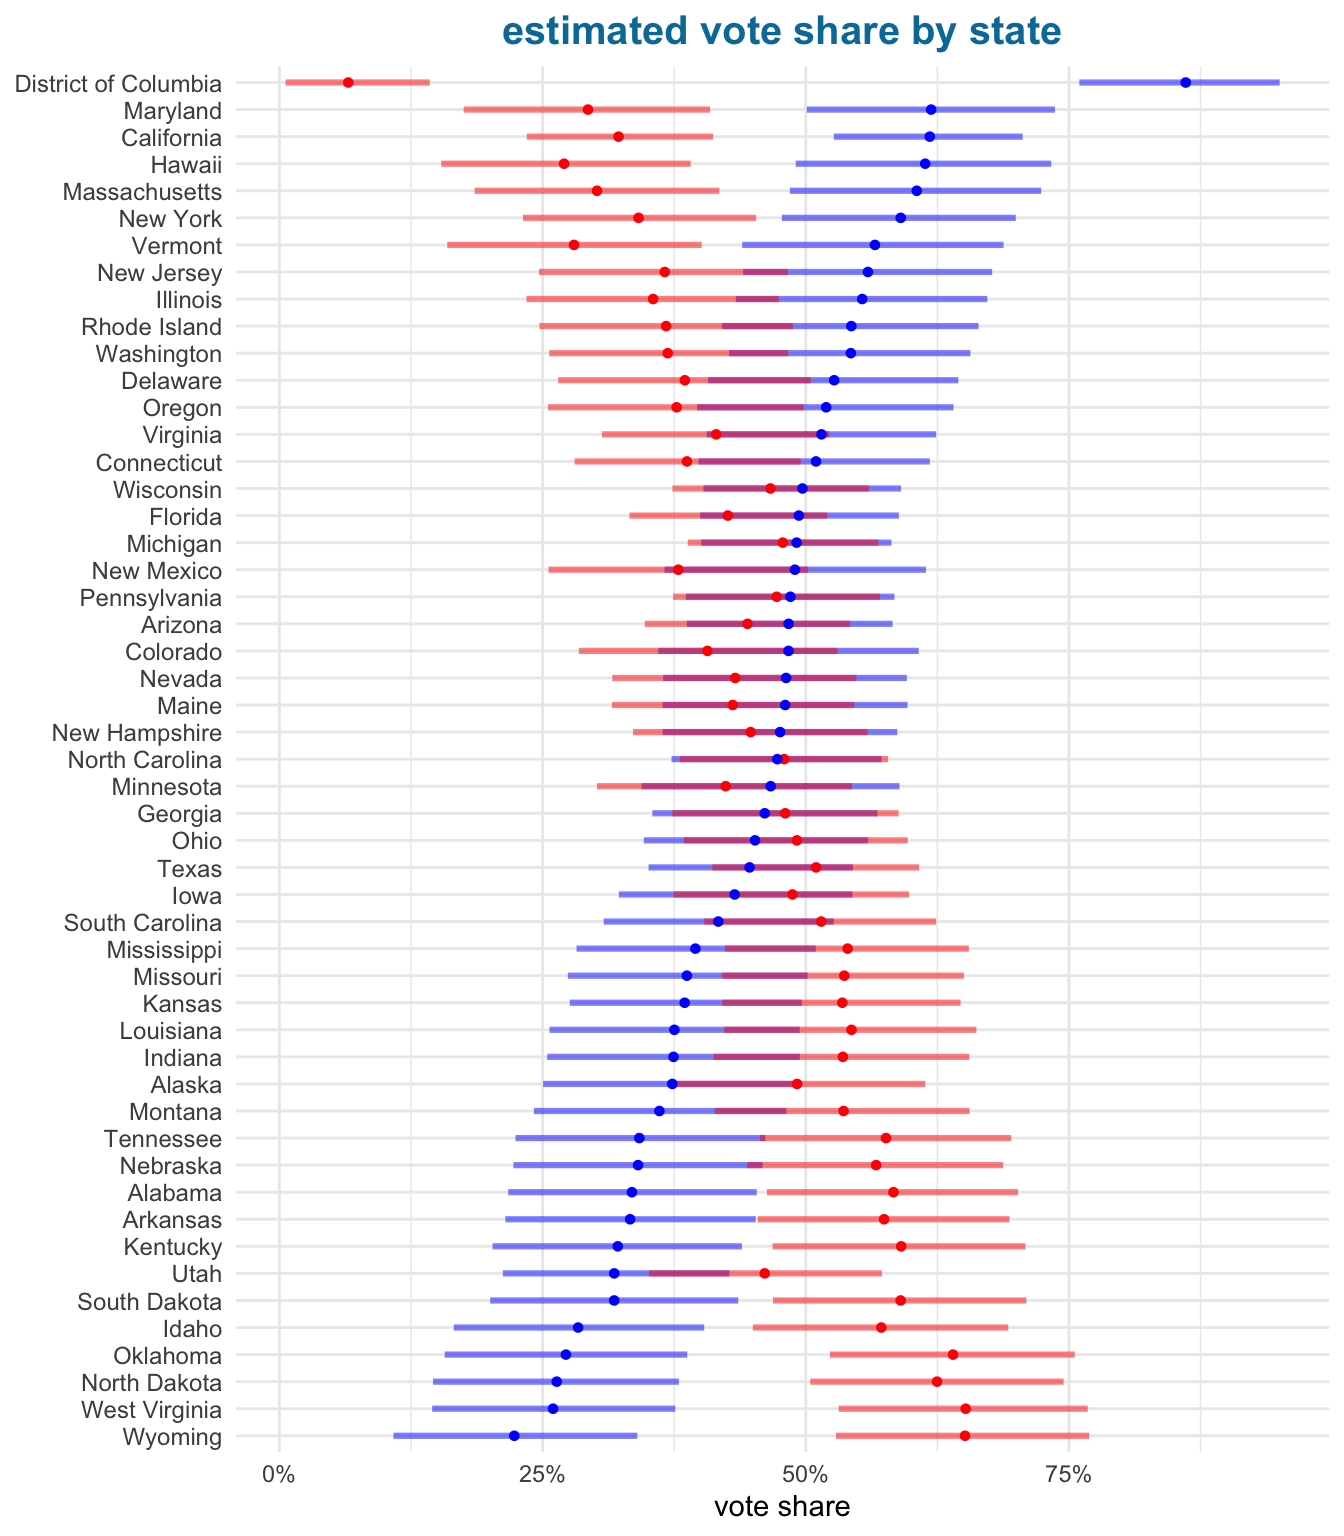 estimated vote share by state
District of Columbia
Maryland
California
Hawaii
Massachusetts
New York
Vermont
New Jersey
Illinois
Rhode Island
Washington
Delaware
Oregon
Virginia
Connecticut
Wisconsin
Florida
Michigan
New Mexico
Pennsylvania
Arizona
Colorado
Nevada
Maine
New Hampshire
North Carolina
Minnesota
Georgia
Ohio
Texas
Iowa
South Carolina
Mississippi
Missouri
Kansas
Louisiana
Indiana
Alaska
Montana
Tennessee
Nebraska
Alabama
Arkansas
Kentucky
Utah
South Dakota
Idaho
Oklahoma
North Dakota
West Virginia
Wyoming
0% 25% 50% 75%
vote share